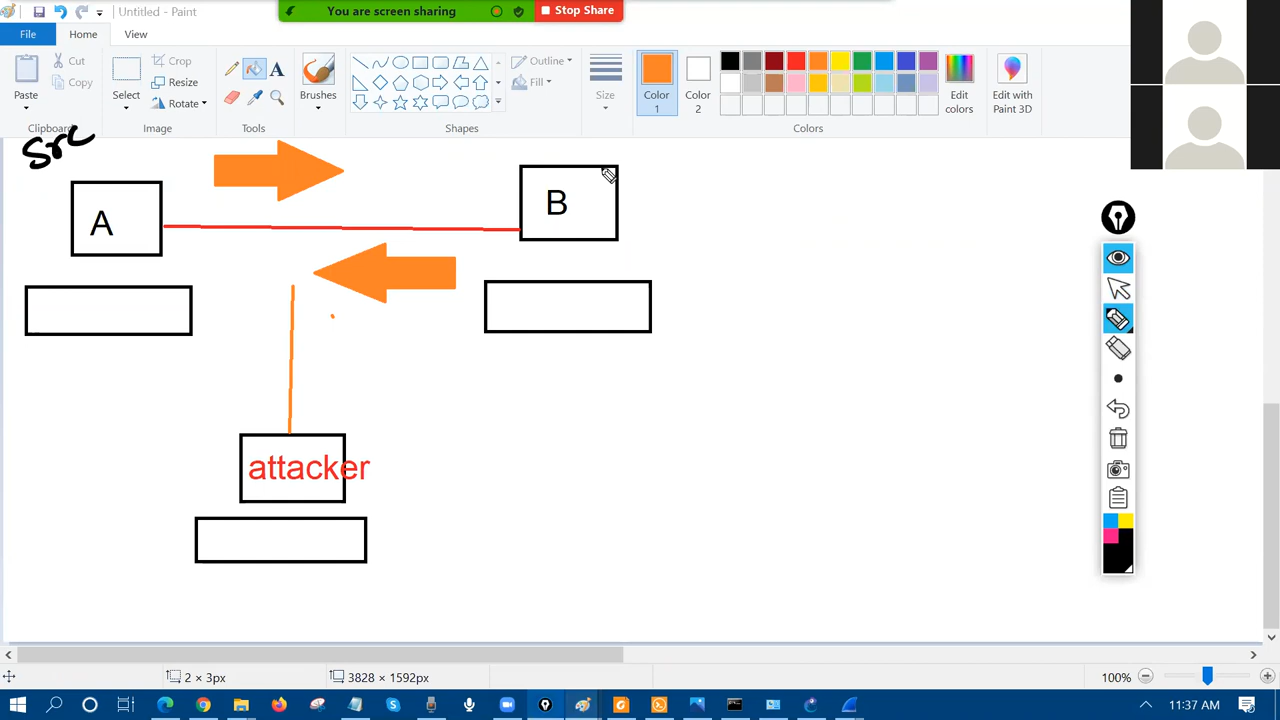 Untitled - Paint
You are screen sharing
Stop Share
File
Home
View
Paste
Cut
Copy
Clipboard
Select
Crop
Resize
Rotate
Image
A
Tools
Brushes
Outline
Fill
Shapes
Size
Color
1
Color
2
Edit
colors
Edit with
Paint 3D
Colors
Src
A
B
attacker
2 × 3px
3828 × 1592px
100%
11:37 AM